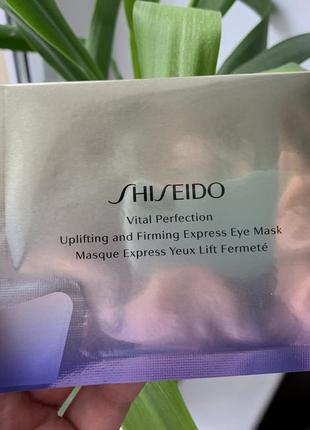 SHISEIDO
Vital Perfection
Uplifting and Firming Express Eye Mask
Masque Express Yeux Lift Fermeté